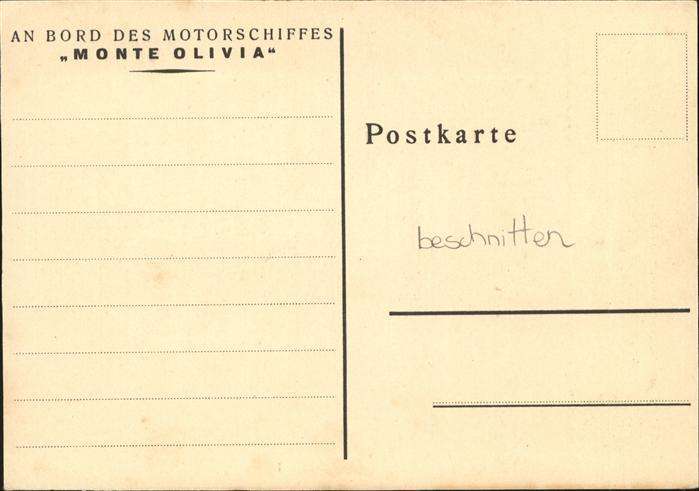 AN BORD DES MOTORSCHIFFES
„MONTE OLIVIA“
Postkarte
beschnitten